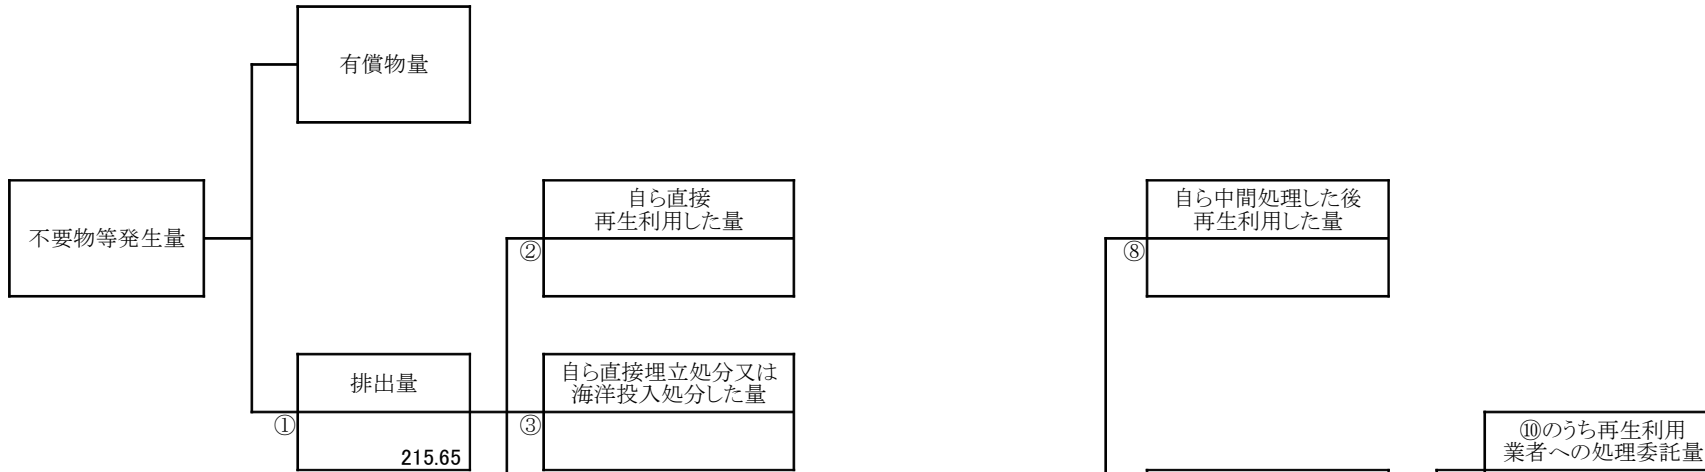 有償物量
不要物等発生量
自ら直接
再生利用した量
②
自ら中間処理した後
再生利用した量
⑧
排出量
①
215.65
自ら直接埋立処分又は
海洋投入処分した量
③
⑩のうち再生利用
業者への処理委託量